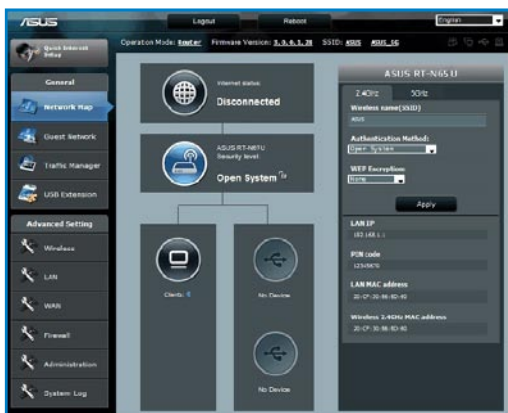 ASUS
Logout
Reboot
English
Quick Internet
Setup
Operation Mode: Router Firmware Version: 3.0.0.1.28 SSID: ASUS ASUS_5G
General
Network Map
Guest Network
Traffic Manager
USB Extension
Advanced Setting
Wireless
LAN
WAN
Firewall
Administration
System Log
Internet status:
Disconnected
Security level:
Open System
Clients:
No Device
No Device
ASUS RT-N65U
2.4GHz
5GHz
Wireless name(SSID)
ASUS
Authentication Method:
Open System
WEP Encryption:
None
Apply
LAN IP
192.168.1.1
PIN code
12345670
LAN MAC address
Wireless 2.4GHz MAC address